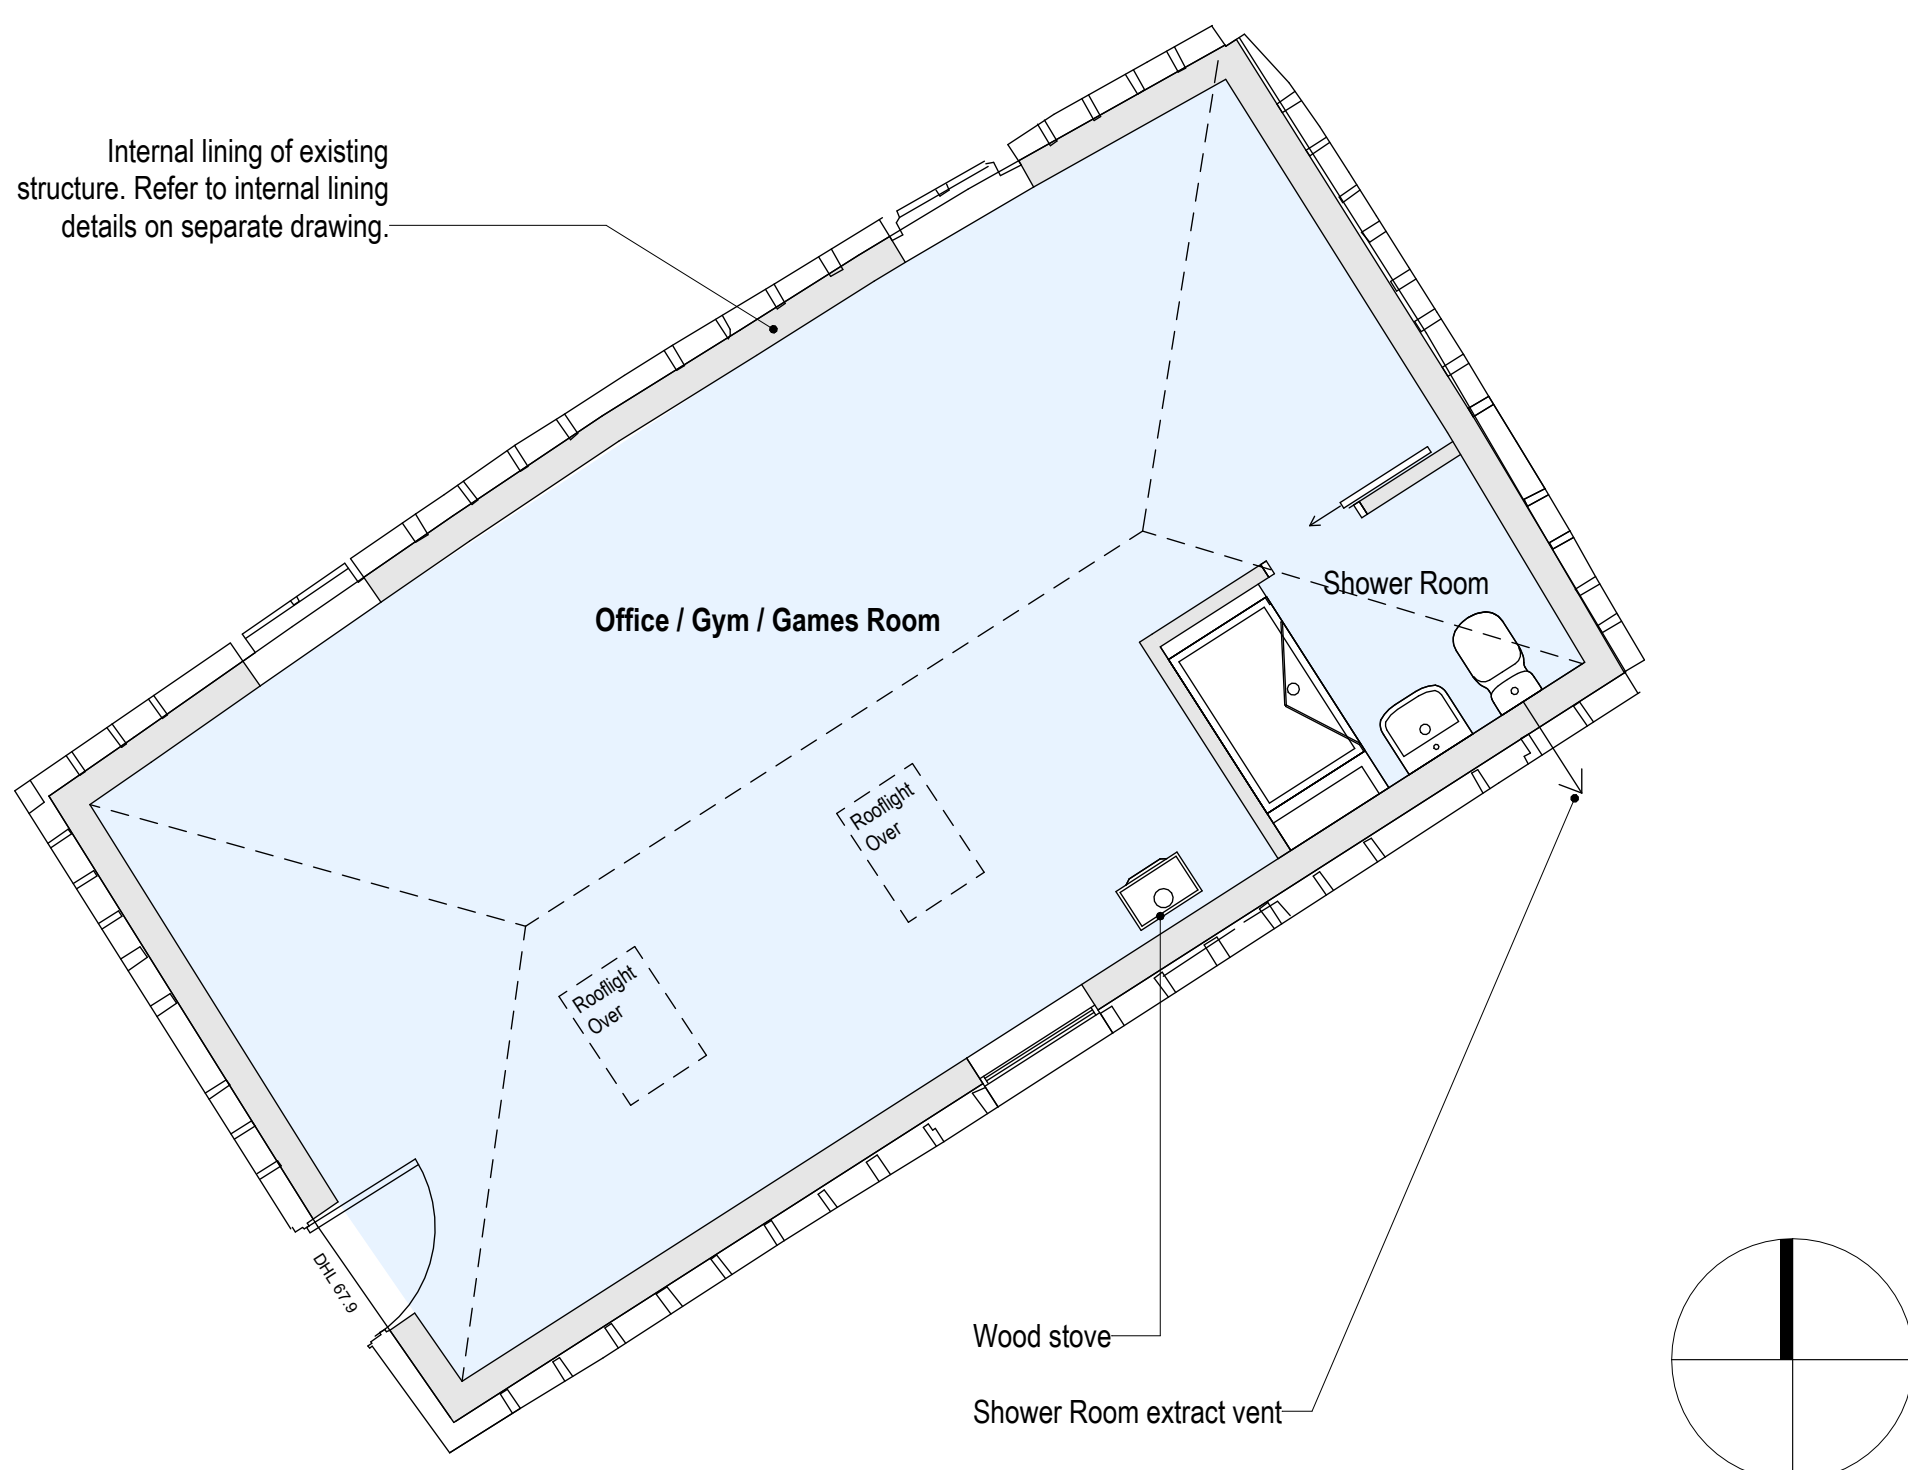 Internal lining of existing
structure. Refer to internal lining
details on separate drawing.
Office / Gym / Games Room
Shower Room
Rooflight
Over
Rooflight
Over
DHL 67.9
Wood stove
Shower Room extract vent